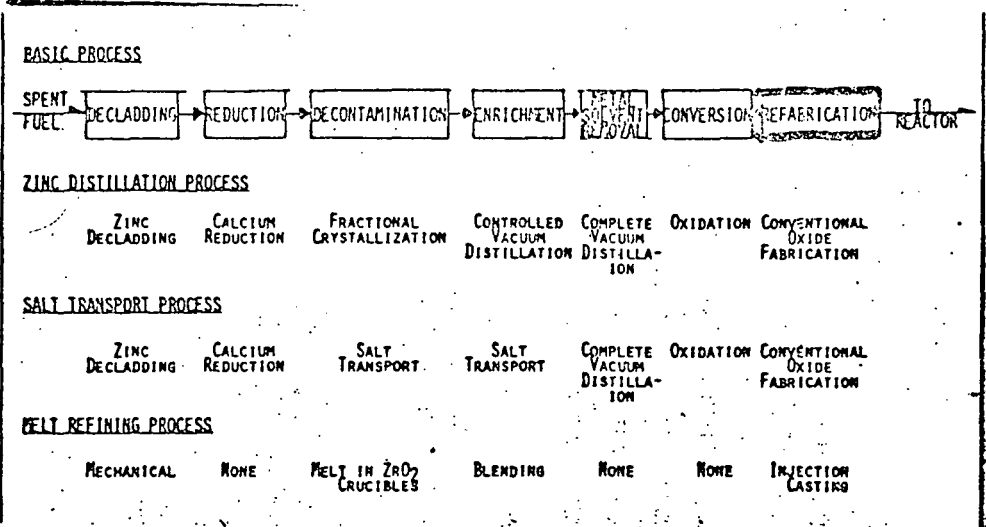 BASIC PROCESS
SPENT FUEL.
DECLADDING REDUCTION DECONTAMINATION ENRICHMENT METAL SOLVENT REMOVAL CONVERSION REFABRICATION TO REACTOR
ZINC DISTILLATION PROCESS
ZINC CALCIUM FRACTIONAL CONTROLLED COMPLETE OXIDATION CONVENTIONAL
DECLADDING REDUCTION CRYSTALLIZATION VACUUM VACUUM OXIDE
DISTILLATION DISTILLA- FABRICATION
ION
SALT TRANSPORT PROCESS
ZINC CALCIUM SALT SALT COMPLETE OXIDATION CONVENTIONAL
DECLADDING REDUCTION TRANSPORT TRANSPORT VACUUM OXIDE
DISTILLA- FABRICATION
ION
MELT REFINING PROCESS
MECHANICAL NONE MELT IN ZRO2 BLENDING NONE NONE INJECTION
CRUCIBLES CASTING